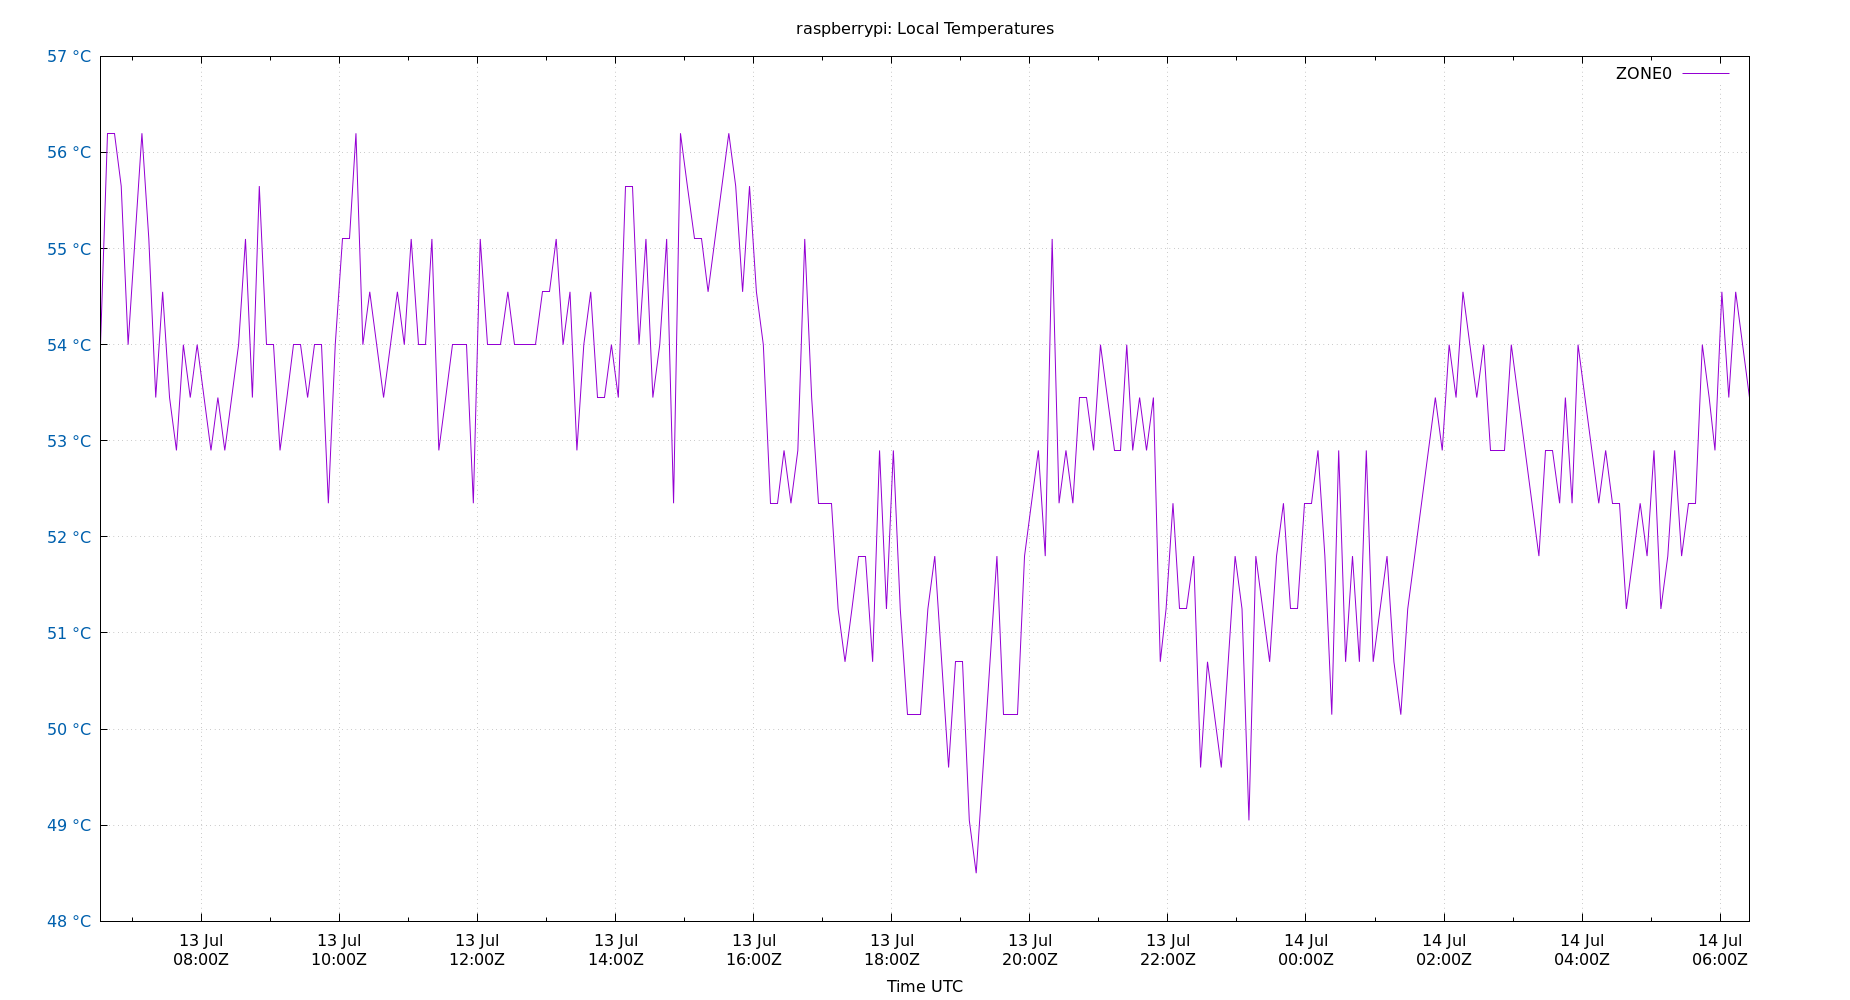 raspberrypi: Local Temperatures
57 °C
ZONE0
56 °C
55 °C
54 °C
53 °C
52 °C
51 °C
50 °C
49 °C
48 °C
13 Jul 13 Jul 13 Jul 13 Jul 13 Jul 13 Jul 13 Jul 13 Jul 14 Jul 14 Jul 14 Jul 14 Jul
08:00Z 10:00Z 12:00Z 14:00Z 16:00Z 18:00Z 20:00Z 22:00Z 00:00Z 02:00Z 04:00Z 06:00Z
Time UTC